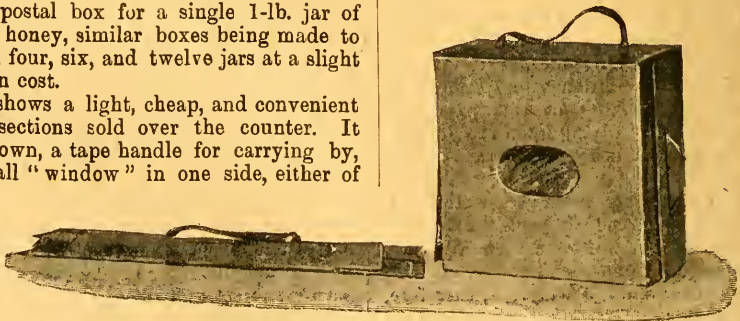 postal box for a single 1-lb. jar of
honey, similar boxes being made to
four, six, and twelve jars at a slight
n cost.
shows a light, cheap, and convenient
sections sold over the counter. It
own, a tape handle for carrying by,
all “window” in one side, either of